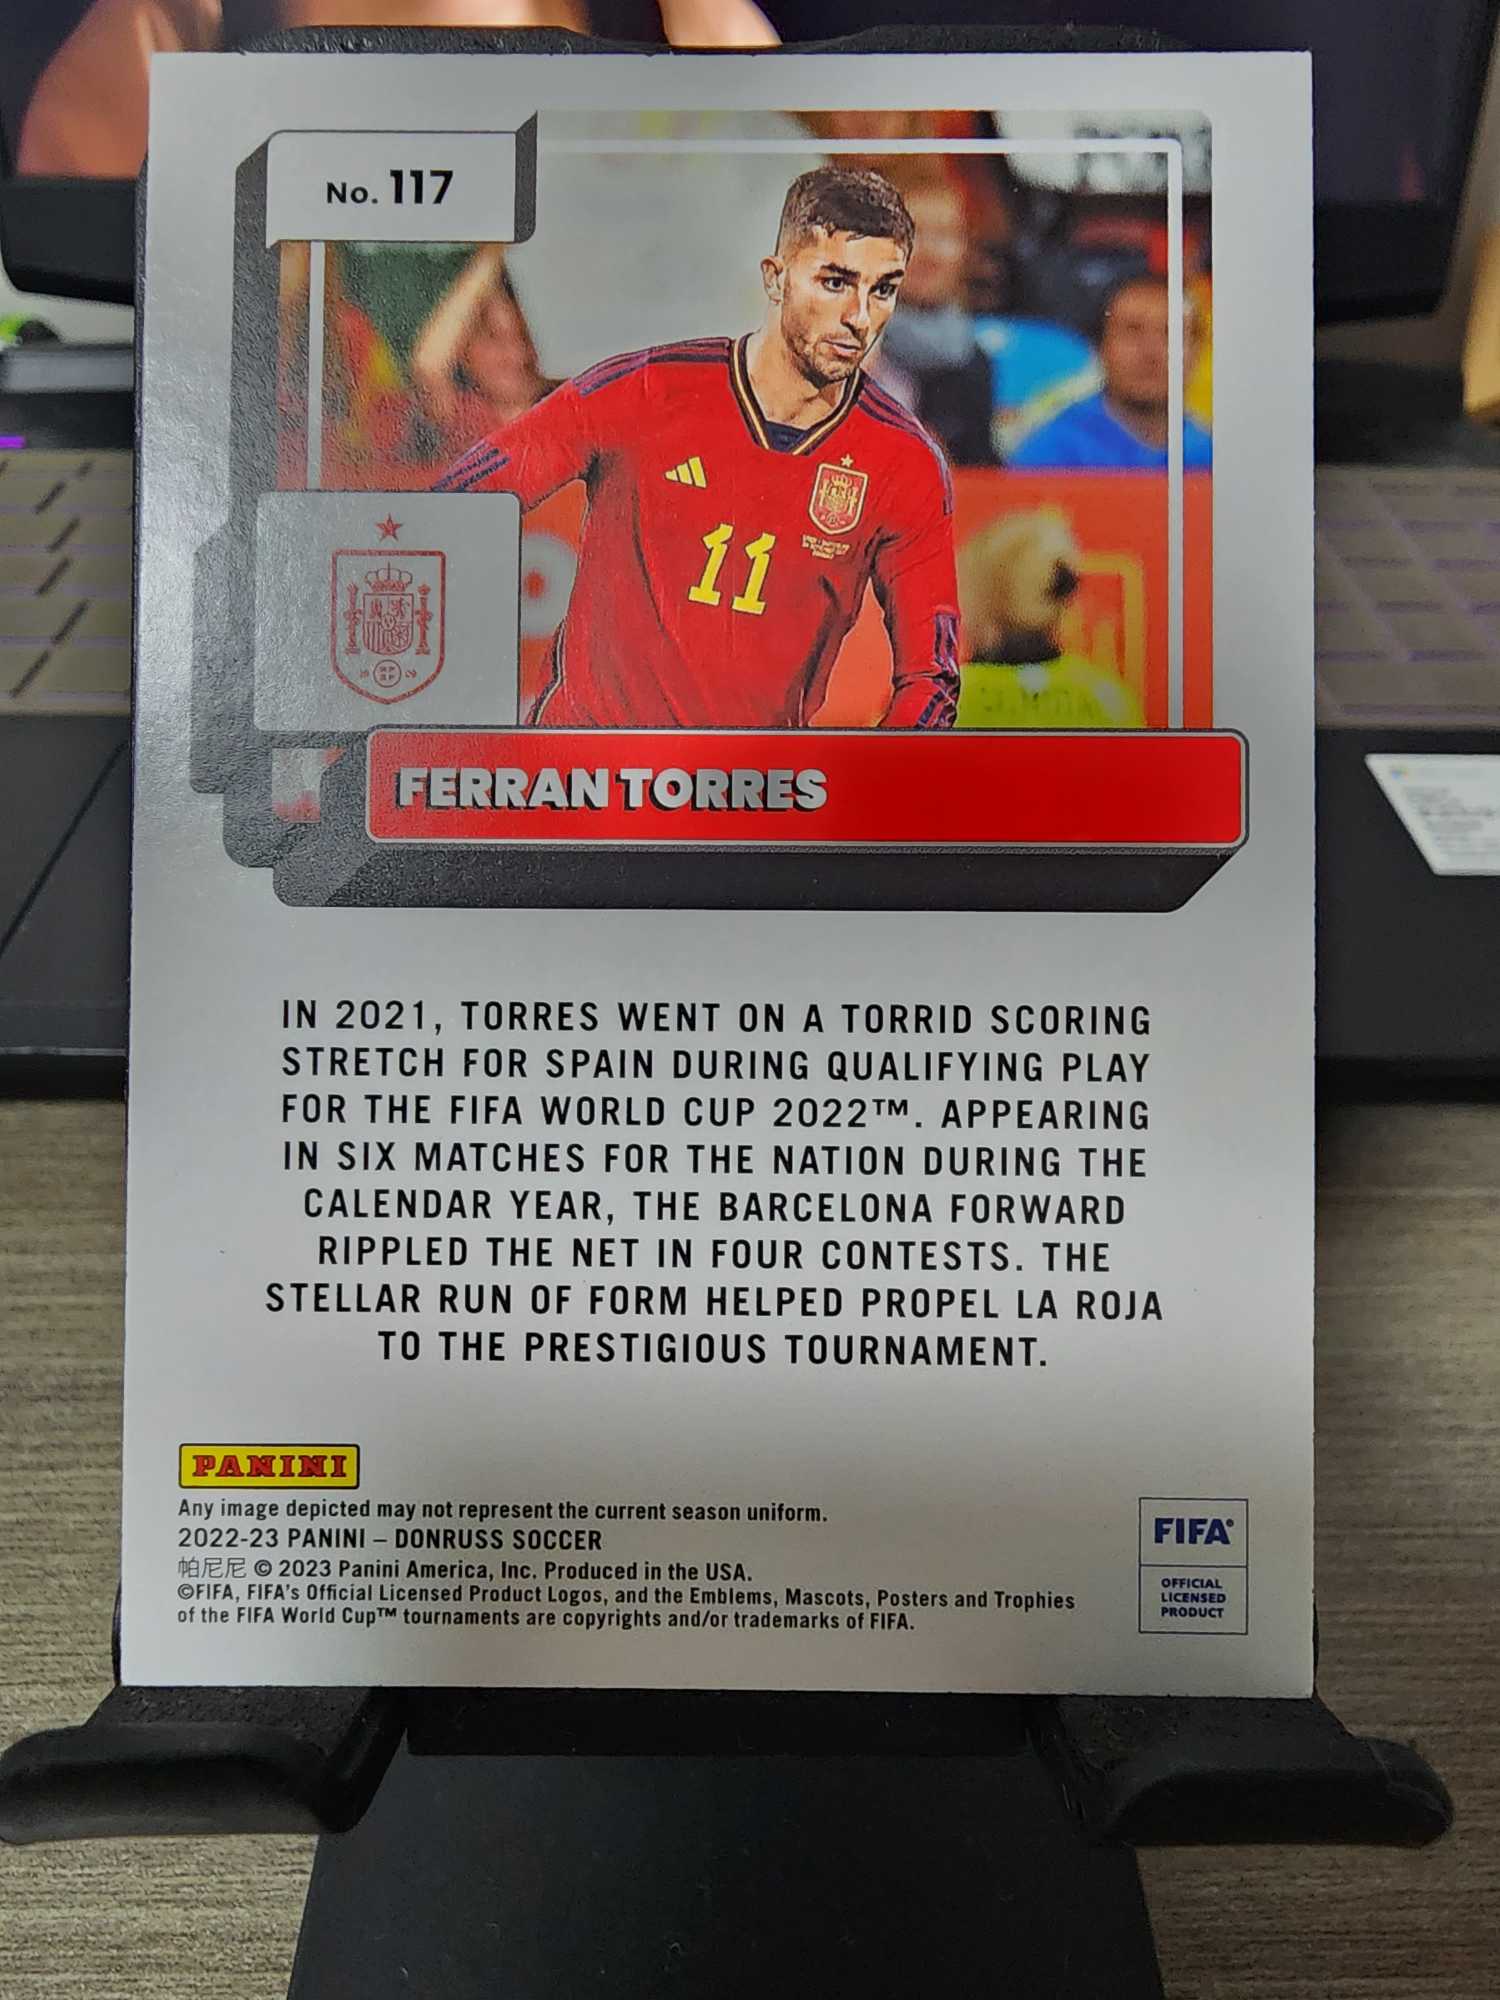 No. 117
11
FERRAN TORRES
IN 2021, TORRES WENT ON A TORRID SCORING
STRETCH FOR SPAIN DURING QUALIFYING PLAY
FOR THE FIFA WORLD CUP 2022™. APPEARING
IN SIX MATCHES FOR THE NATION DURING THE
CALENDAR YEAR, THE BARCELONA FORWARD
RIPPLED THE NET IN FOUR CONTESTS. THE
STELLAR RUN OF FORM HELPED PROPEL LA ROJA
TO THE PRESTIGIOUS TOURNAMENT.
PANINI
Any image depicted may not represent the current season uniform.
2022-23 PANINI – DONRUSS SOCCER
帕尼尼 © 2023 Panini America, Inc. Produced in the USA.
©FIFA, FIFA's Official Licensed Product Logos, and the Emblems, Mascots, Posters and Trophies
of the FIFA World Cup™ tournaments are copyrights and/or trademarks of FIFA.
FIFA®
OFFICIAL
LICENSED
PRODUCT